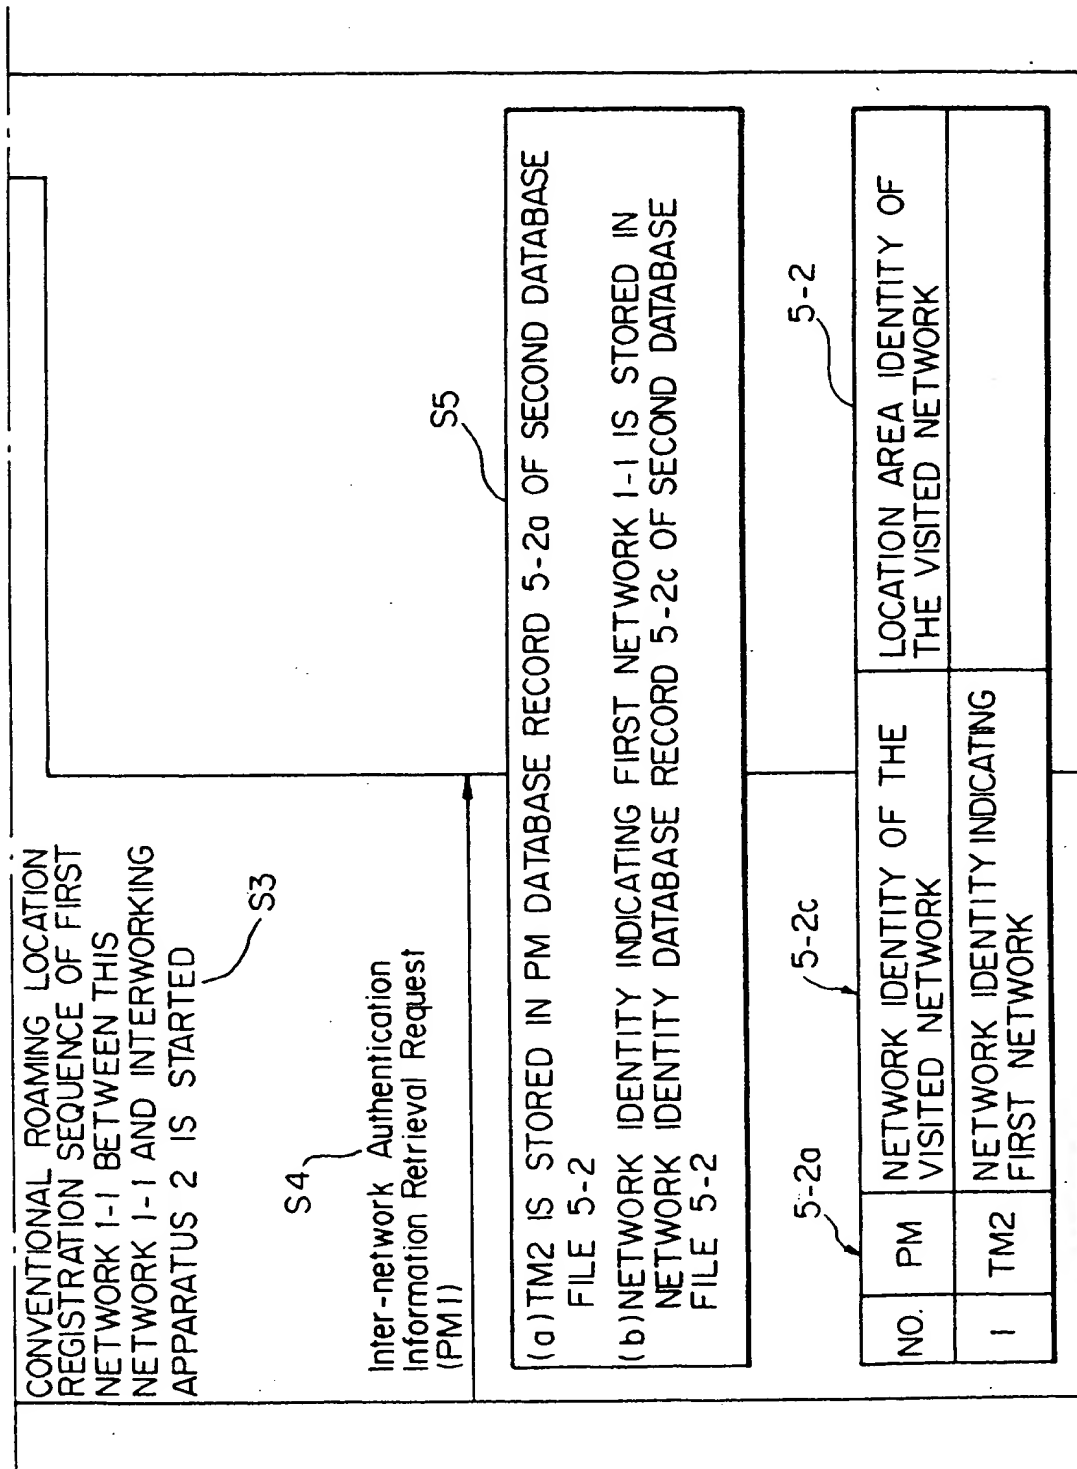 CONVENTIONAL ROAMING LOCATION
REGISTRATION SEQUENCE OF FIRST
NETWORK 1-1 BETWEEN THIS
NETWORK 1-1 AND INTERWORKING
APPARATUS 2 IS STARTED
S3
S4
Inter-network Authentication
Information Retrieval Request
(PM1)
S5
(a) TM2 IS STORED IN PM DATABASE RECORD 5-2a OF SECOND DATABASE
FILE 5-2
(b) NETWORK IDENTITY INDICATING FIRST NETWORK 1-1 IS STORED IN
NETWORK IDENTITY DATABASE RECORD 5-2c OF SECOND DATABASE
FILE 5-2
5-2a
5-2c
5-2
NO.
PM
NETWORK IDENTITY OF THE
VISITED NETWORK
LOCATION AREA IDENTITY OF
THE VISITED NETWORK
1
TM2
NETWORK IDENTITY INDICATING
FIRST NETWORK